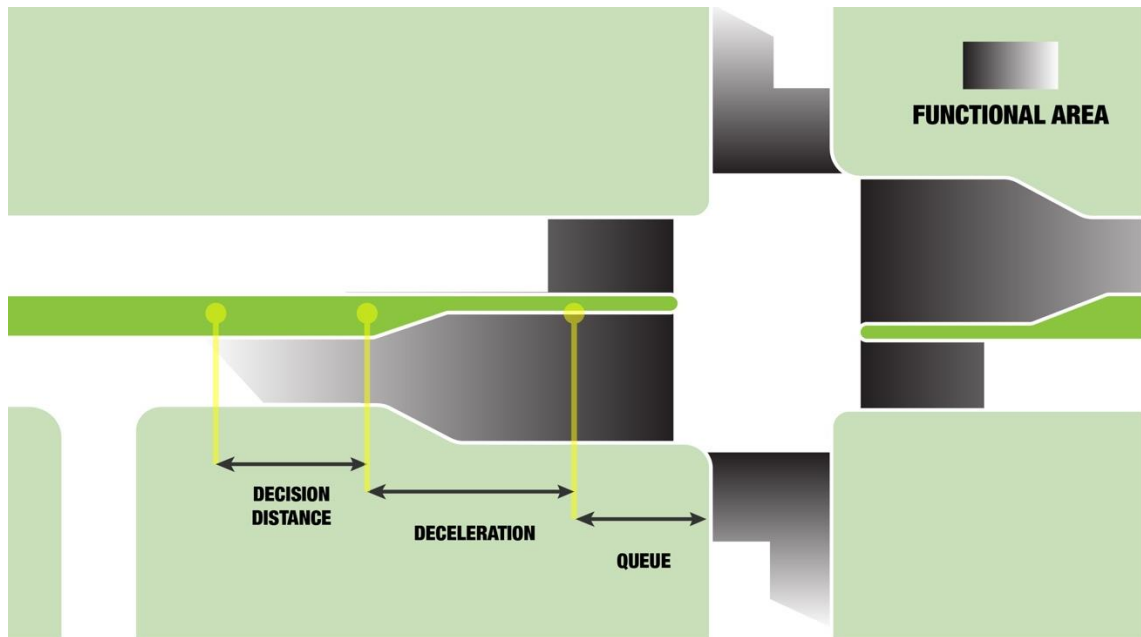 FUNCTIONAL AREA
DECISION
DISTANCE
DECELERATION
QUEUE